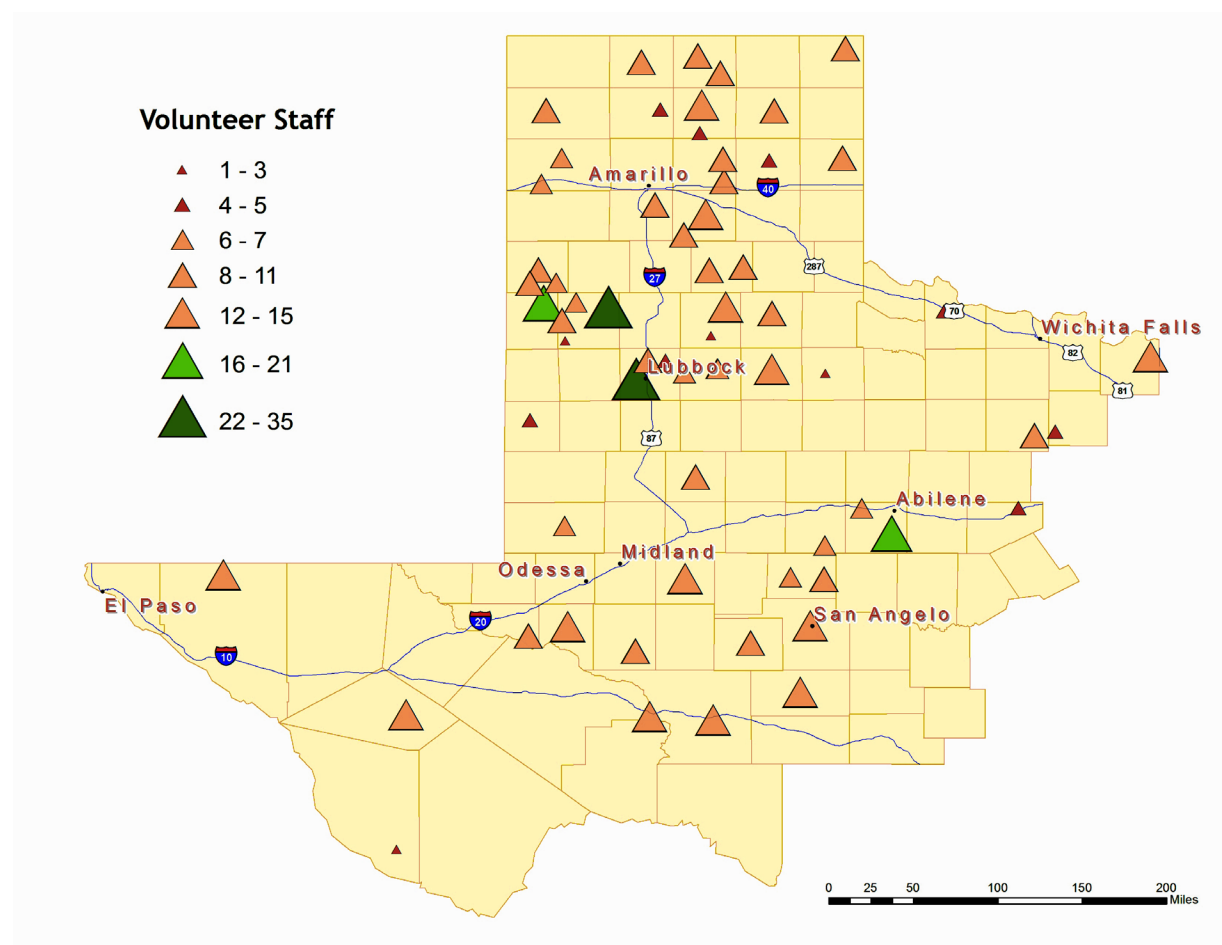 Volunteer Staff
1 - 3
4 - 5
6 - 7
8 - 11
12 - 15
16 - 21
22 - 35
Amarillo
40
287
27
70
Wichita Falls
82
Lubbock
81
87
Abilene
Midland
Odessa
El Paso
San Angelo
20
10
0 25 50 100 150 200
Miles